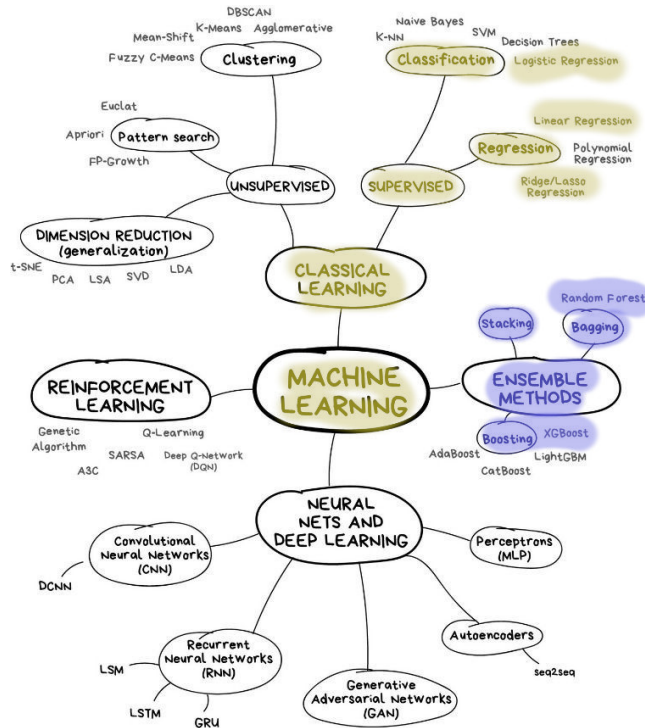 DBSCAN
Mean-Shift
K-Means
Agglomerative
Fuzzy C-Means
Clustering
Naive Bayes
K-NN
SVM
Decision Trees
Classification
Logistic Regression
Euclat
Apriori
Pattern search
FP-Growth
Linear Regression
Regression
Polynomial
Regression
Ridge/Lasso
Regression
UNSUPERVISED
SUPERVISED
DIMENSION REDUCTION
(generalization)
t-SNE
PCA
LSA
SVD
LDA
CLASSICAL
LEARNING
Random Forest
Stacking
Bagging
MACHINE
LEARNING
ENSEMBLE
METHODS
Boosting
XGBoost
AdaBoost
LightGBM
CatBoost
REINFORCEMENT
LEARNING
Genetic
Algorithm
Q-Learning
SARSA
A3C
Deep Q-Network
(DQN)
NEURAL
NETS AND
DEEP LEARNING
Convolutional
Neural Networks
(CNN)
DCNN
Perceptrons
(MLP)
Recurrent
Neural Networks
(RNN)
LSM
LSTM
GRU
Autoencoders
seq2seq
Generative
Adversarial Networks
(GAN)